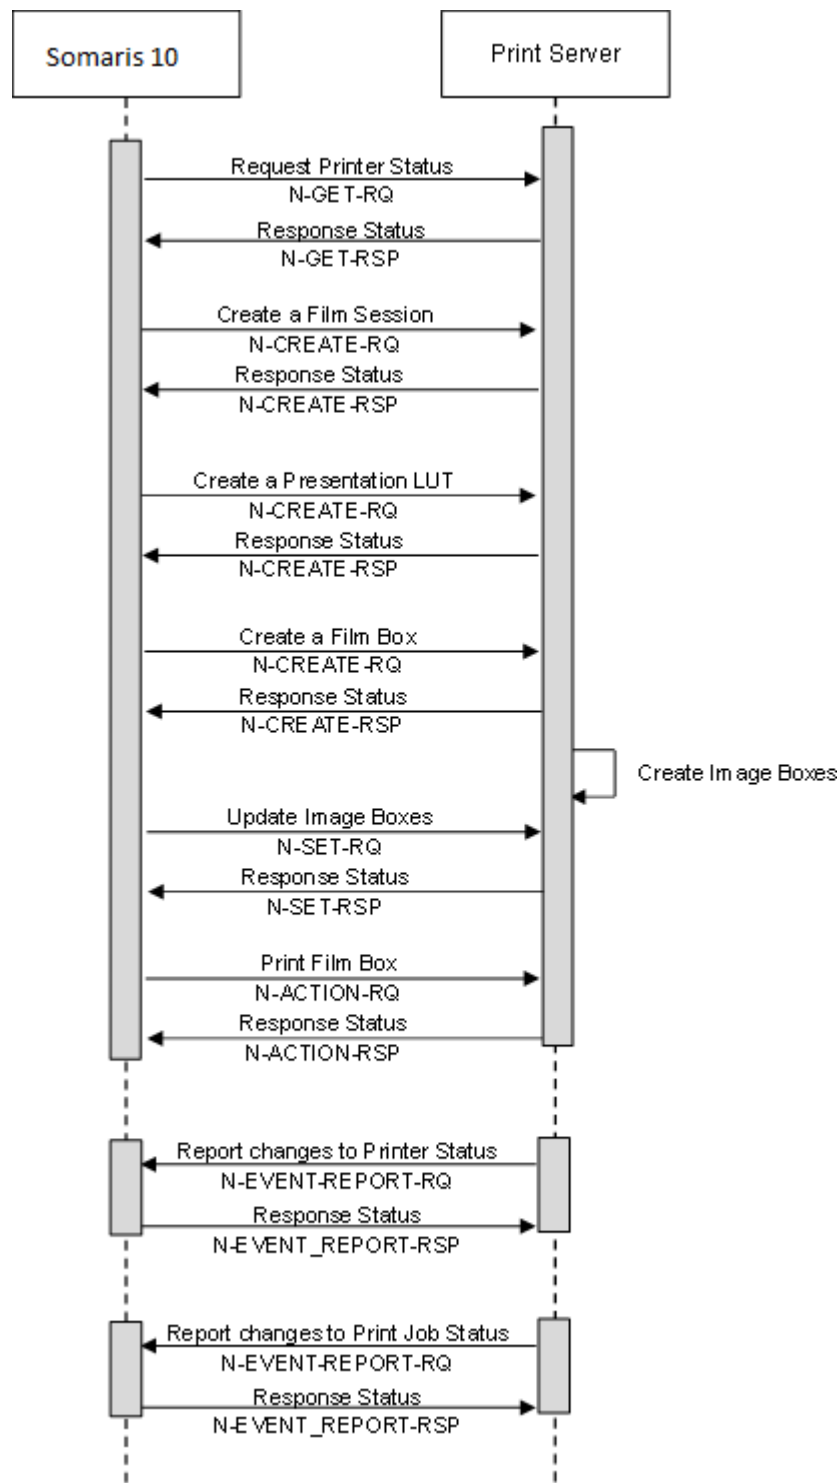 Somaris 10
Print Server
Request Printer Status
N-GET-RQ
Response Status
N-GET-RSP
Create a Film Session
N-CREATE-RQ
Response Status
N-CREATE-RSP
Create a Presentation LUT
N-CREATE-RQ
Response Status
N-CREATE-RSP
Create a Film Box
N-CREATE-RQ
Response Status
N-CREATE-RSP
Create Image Boxes
Update Image Boxes
N-SET-RQ
Response Status
N-SET-RSP
Print Film Box
N-ACTION-RQ
Response Status
N-ACTION-RSP
Report changes to Printer Status
N-EVENT-REPORT-RQ
Response Status
N-EVENT_REPORT-RSP
Report changes to Print Job Status
N-EVENT-REPORT-RQ
Response Status
N-EVENT_REPORT-RSP